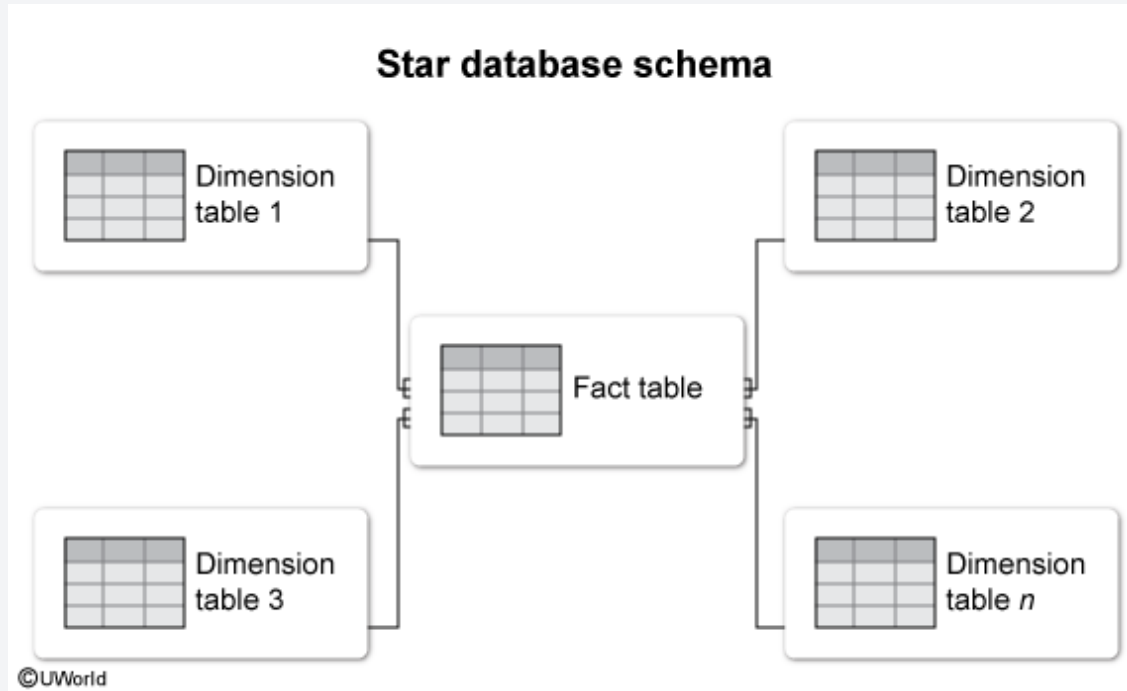 Star database schema
Dimension
table 1
Dimension
table 2
Fact table
Dimension
table 3
Dimension
table n
©UWorld